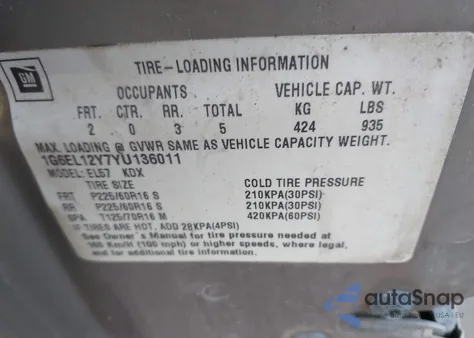 GM
TIRE-LOADING INFORMATION
OCCUPANTS VEHICLE CAP. WT.
FRT. CTR. RR. TOTAL KG LBS
2 0 3 5 424 935
MAX. LOADING @ GVWR SAME AS VEHICLE CAPACITY WEIGHT.
1G6EL12Y7YU136011
MODEL: EL57 KDX
TIRE SIZE COLD TIRE PRESSURE
FRT P225/60R16 S 210KPA(30PSI)
RR P225/60R16 S 210KPA(30PSI)
SPA T125/70R16 M 420KPA(60PSI)
IF TIRES ARE HOT, ADD 28KPA(4PSI)
See Owner's Manual for tire pressure needed at
160 Km/H (100 mph) or higher speeds, where legal,
and for additional tire information.
autoSnap